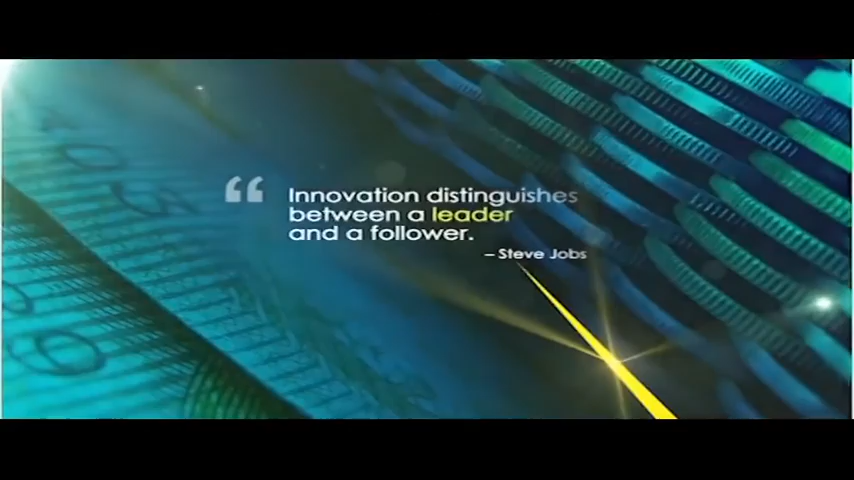 “ Innovation distinguishes
between a leader
and a follower.
– Steve Jobs